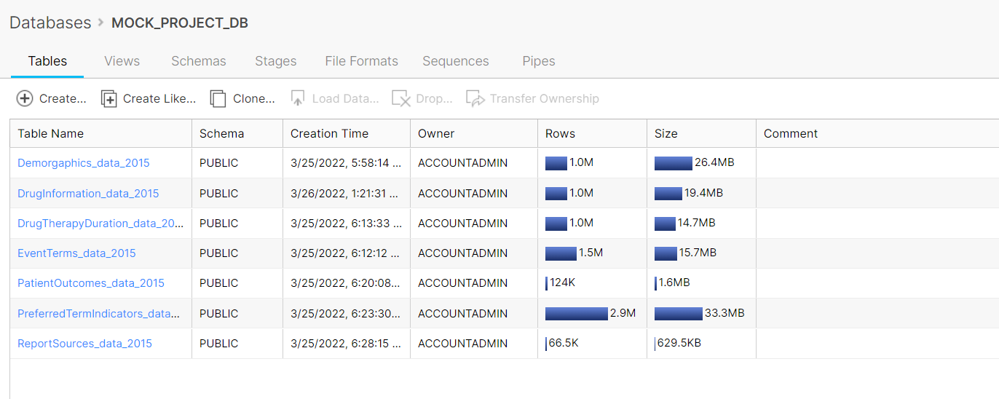 Databases > MOCK_PROJECT_DB
Tables Views Schemas Stages File Formats Sequences Pipes
Create... Create Like... Clone... Load Data... Drop... Transfer Ownership
Table Name Schema Creation Time Owner Rows Size Comment
Demorgaphics_data_2015 PUBLIC 3/25/2022, 5:58:14 ... ACCOUNTADMIN 1.0M 26.4MB
DrugInformation_data_2015 PUBLIC 3/26/2022, 1:21:31 ... ACCOUNTADMIN 1.0M 19.4MB
DrugTherapyDuration_data_20... PUBLIC 3/25/2022, 6:13:33 ... ACCOUNTADMIN 1.0M 14.7MB
EventTerms_data_2015 PUBLIC 3/25/2022, 6:12:12 ... ACCOUNTADMIN 1.5M 15.7MB
PatientOutcomes_data_2015 PUBLIC 3/25/2022, 6:20:08... ACCOUNTADMIN 124K 1.6MB
PreferredTermIndicators_data... PUBLIC 3/25/2022, 6:23:30... ACCOUNTADMIN 2.9M 33.3MB
ReportSources_data_2015 PUBLIC 3/25/2022, 6:28:15 ... ACCOUNTADMIN 66.5K 629.5KB